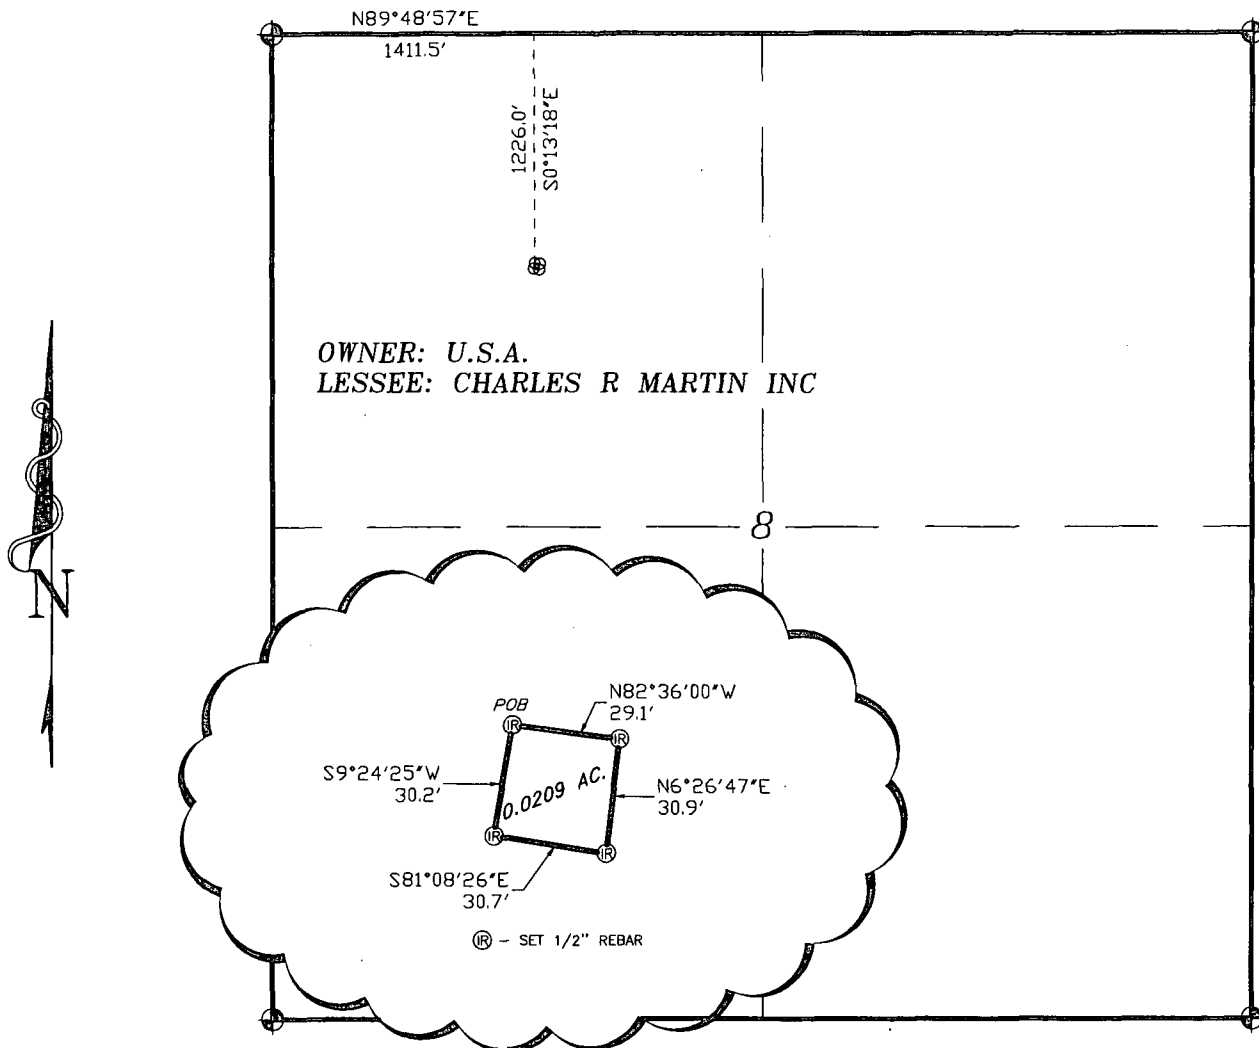 N89°48'57"E
1411.5'
1226.0'
S0°13'18"E
OWNER: U.S.A.
LESSEE: CHARLES R MARTIN INC
8
N
POB
N82°36'00"W
29.1'
IR
IR
S9°24'25"W
30.2'
0.0209 AC.
N6°26'47"E
30.9'
IR
IR
S81°08'26"E
30.7'
IR - SET 1/2" REBAR